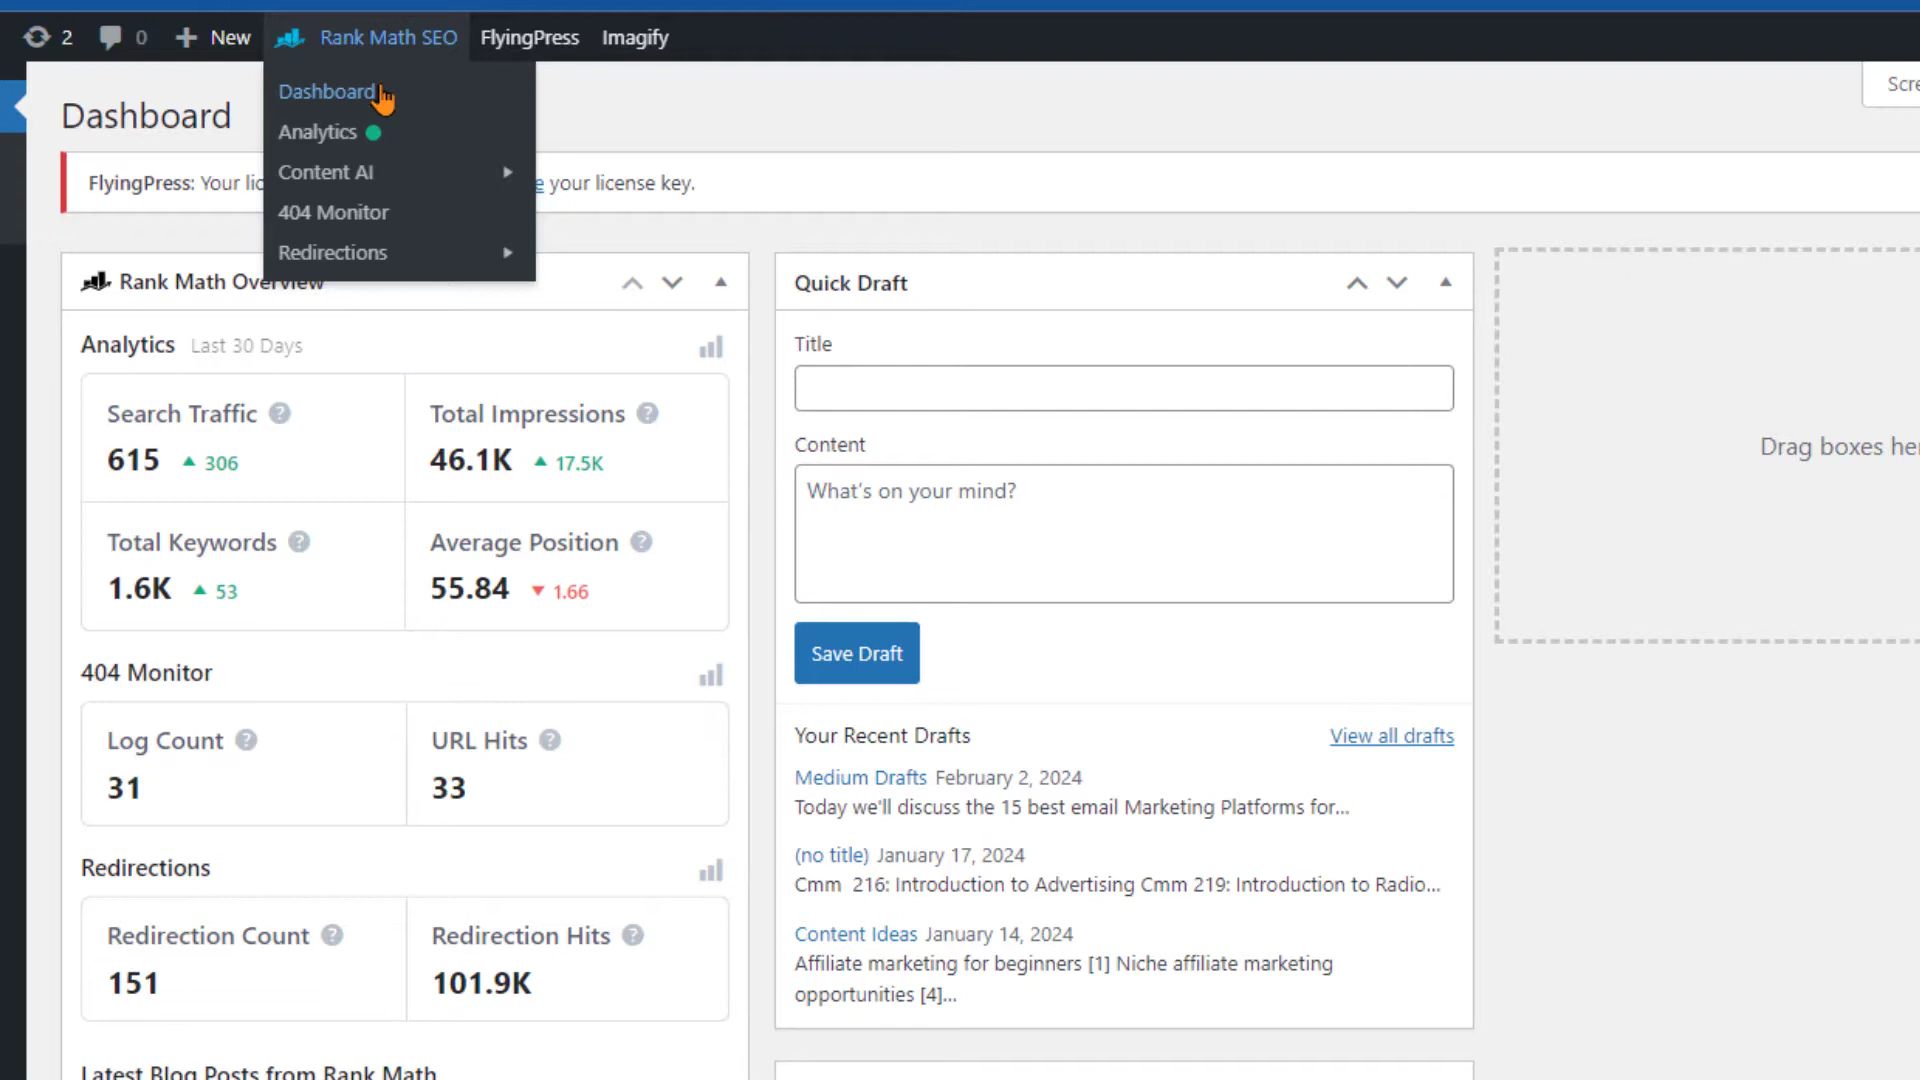 2 0 New Rank Math SEO FlyingPress Imagify
Dashboard
Analytics
Content AI
404 Monitor
Redirections
Dashboard
Scre
FlyingPress: Your lic
e your license key.
Rank Math Overview
Analytics Last 30 Days
Search Traffic ?
615 306
Total Impressions ?
46.1K 17.5K
Total Keywords ?
1.6K 53
Average Position ?
55.84 1.66
404 Monitor
Log Count ?
31
URL Hits ?
33
Redirections
Redirection Count ?
151
Redirection Hits ?
101.9K
Latest Blog Posts from Rank Math
Quick Draft
Title
Content
What's on your mind?
Save Draft
Your Recent Drafts View all drafts
Medium Drafts February 2, 2024
Today we'll discuss the 15 best email Marketing Platforms for...
(no title) January 17, 2024
Cmm 216: Introduction to Advertising Cmm 219: Introduction to Radio...
Content Ideas January 14, 2024
Affiliate marketing for beginners [1] Niche affiliate marketing
opportunities [4]...
Drag boxes her